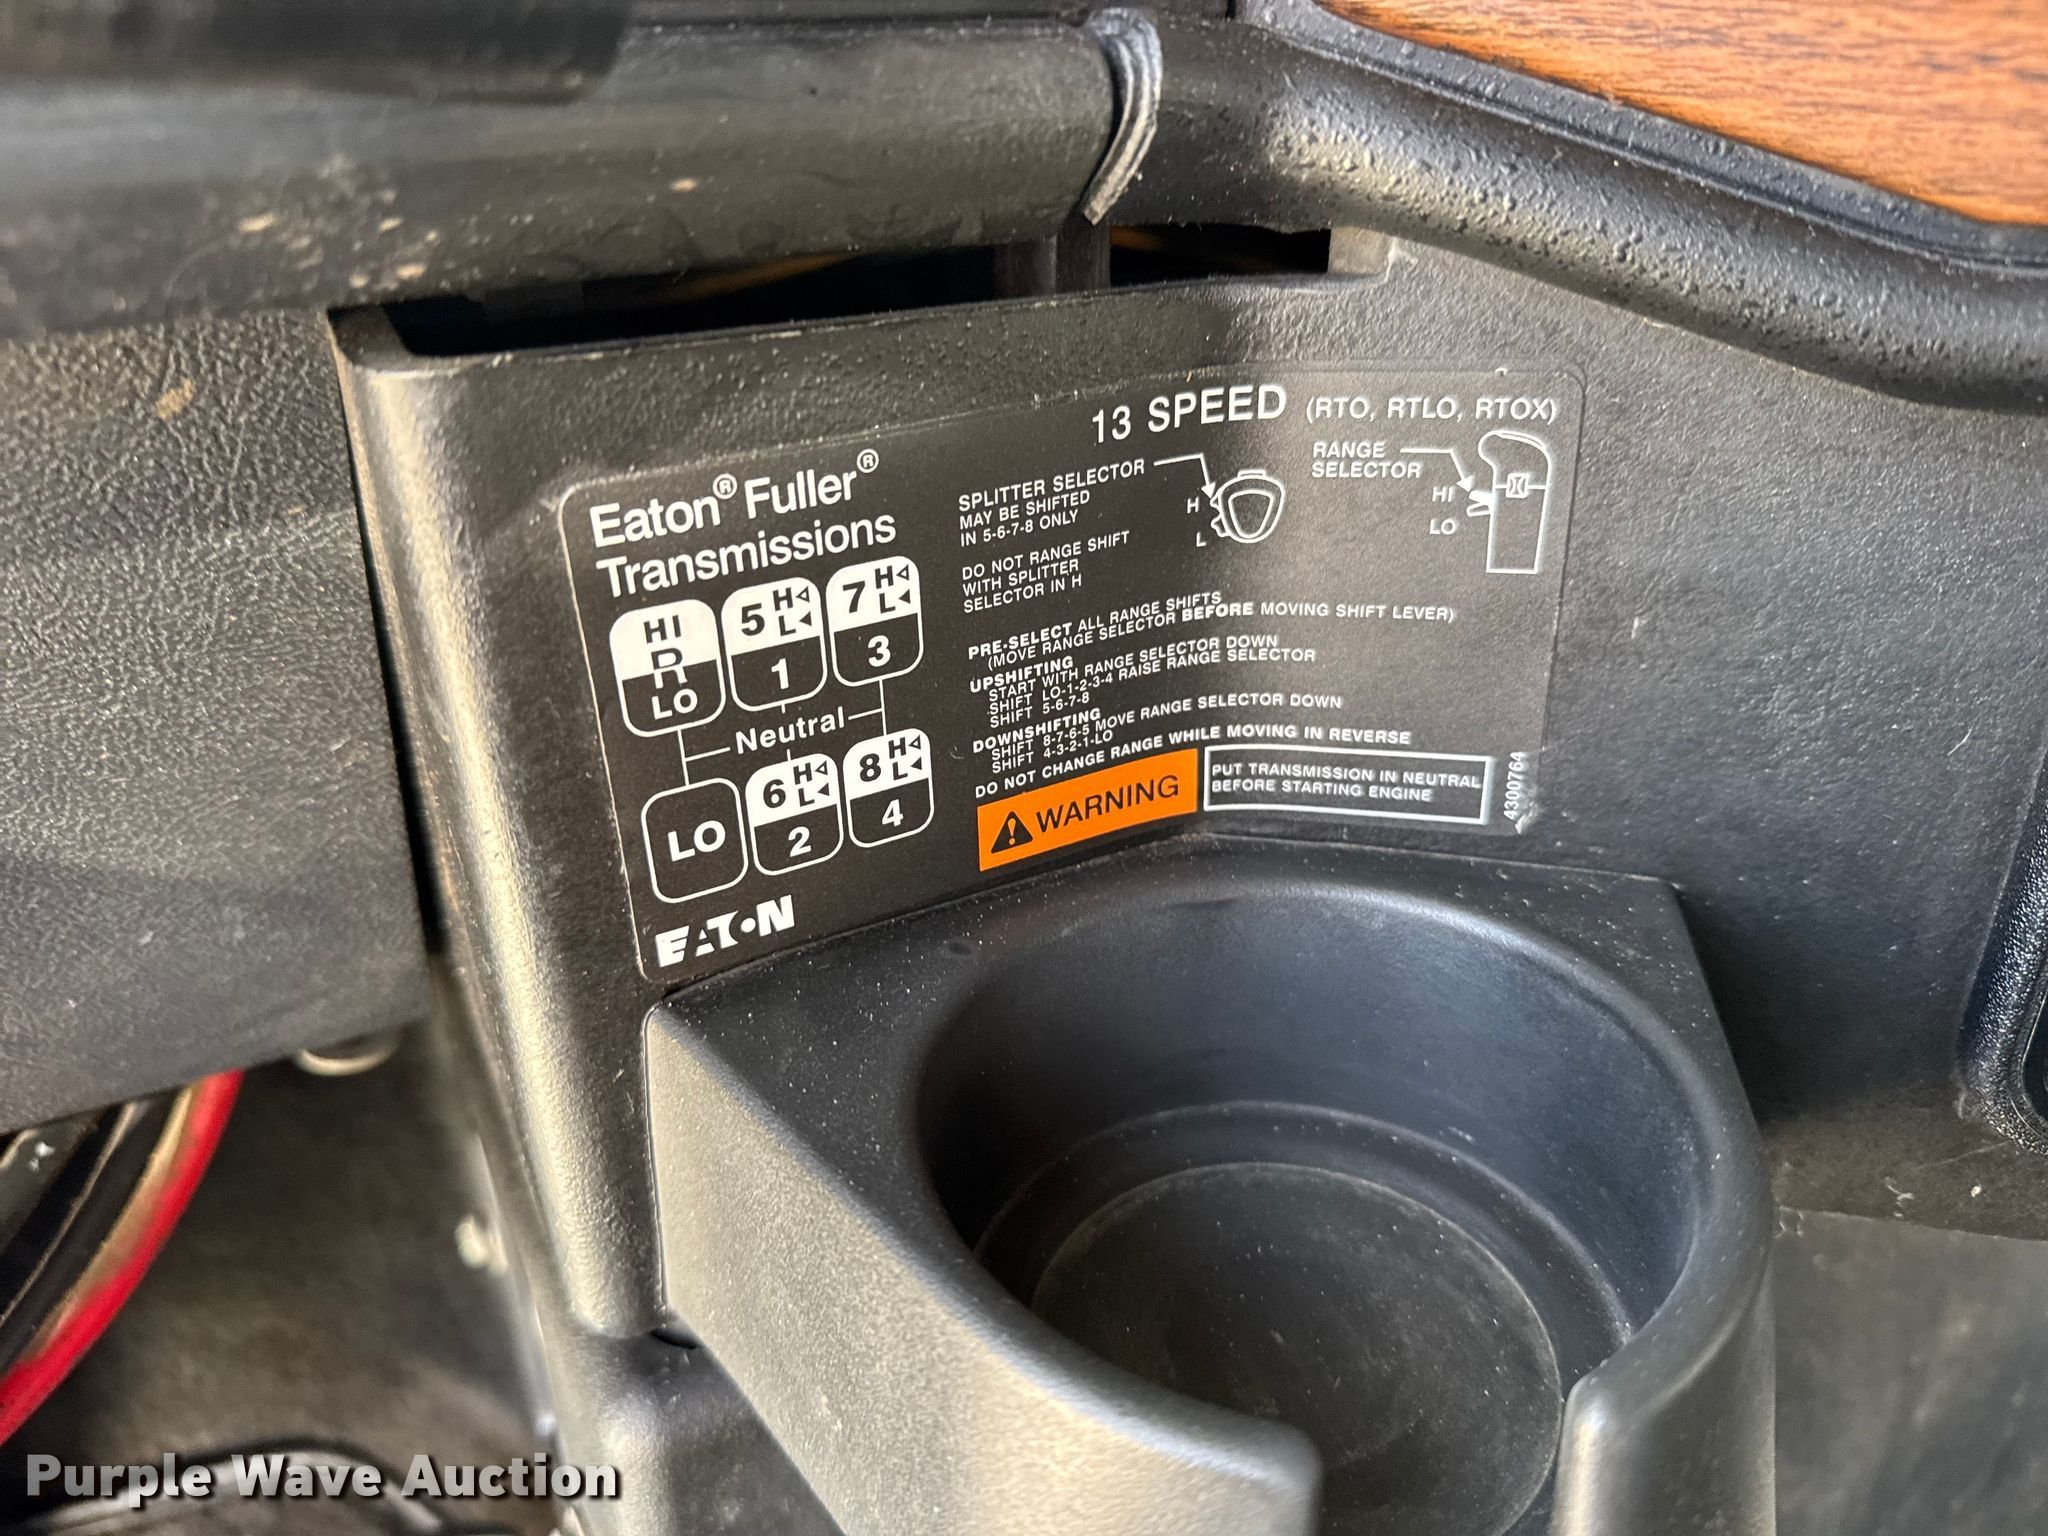 13 SPEED (RTO, RTLO, RTOX)
Eaton® Fuller®
Transmissions
HI
R
LO
5 H
L
1
7 H
L
3
Neutral
LO
6 H
L
2
8 H
L
4
EATON
SPLITTER SELECTOR
MAY BE SHIFTED
IN 5-6-7-8 ONLY
H
L
RANGE
SELECTOR
HI
LO
DO NOT RANGE SHIFT
WITH SPLITTER
SELECTOR IN H
PRE-SELECT ALL RANGE SHIFTS
(MOVE RANGE SELECTOR BEFORE MOVING SHIFT LEVER)
UPSHIFTING
START WITH RANGE SELECTOR DOWN
SHIFT LO-1-2-3-4 RAISE RANGE SELECTOR
SHIFT 5-6-7-8
DOWNSHIFTING
SHIFT 8-7-6-5 MOVE RANGE SELECTOR DOWN
SHIFT 4-3-2-1-LO
DO NOT CHANGE RANGE WHILE MOVING IN REVERSE
WARNING
PUT TRANSMISSION IN NEUTRAL
BEFORE STARTING ENGINE
4300764
Purple Wave Auction